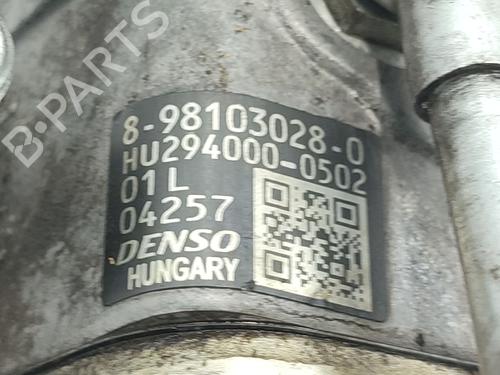 8-98103028-0
HU294000-0502
01L
04257
DENSO
HUNGARY
B-PARTS